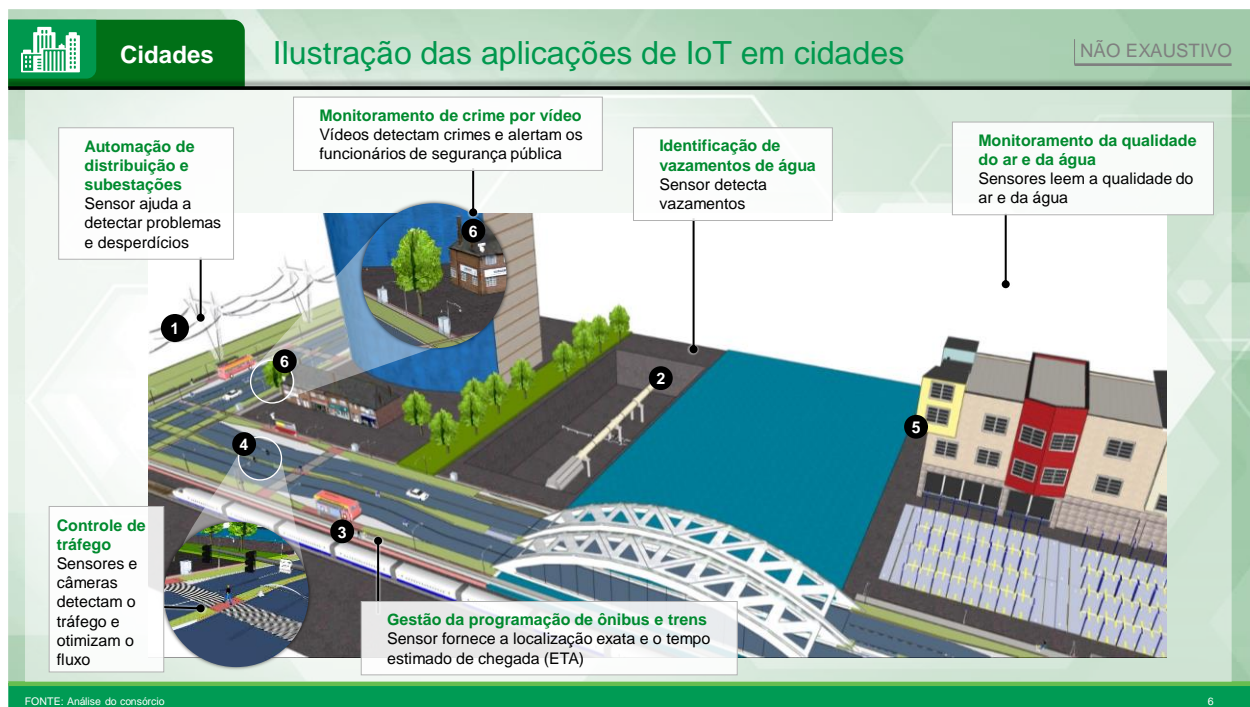 Cidades
Ilustração das aplicações de IoT em cidades
NÃO EXAUSTIVO
Automação de
distribuição e
subestações
Sensor ajuda a
detectar problemas
e desperdícios
Monitoramento de crime por vídeo
Vídeos detectam crimes e alertam os
funcionários de segurança pública
Identificação de
vazamentos de água
Sensor detecta
vazamentos
Monitoramento da qualidade
do ar e da água
Sensores leem a qualidade do
ar e da água
6
1
6
2
5
4
3
Controle de
tráfego
Sensores e
câmeras
detectam o
tráfego e
otimizam o
fluxo
Gestão da programação de ônibus e trens
Sensor fornece a localização exata e o tempo
estimado de chegada (ETA)
FONTE: Análise do consórcio
6